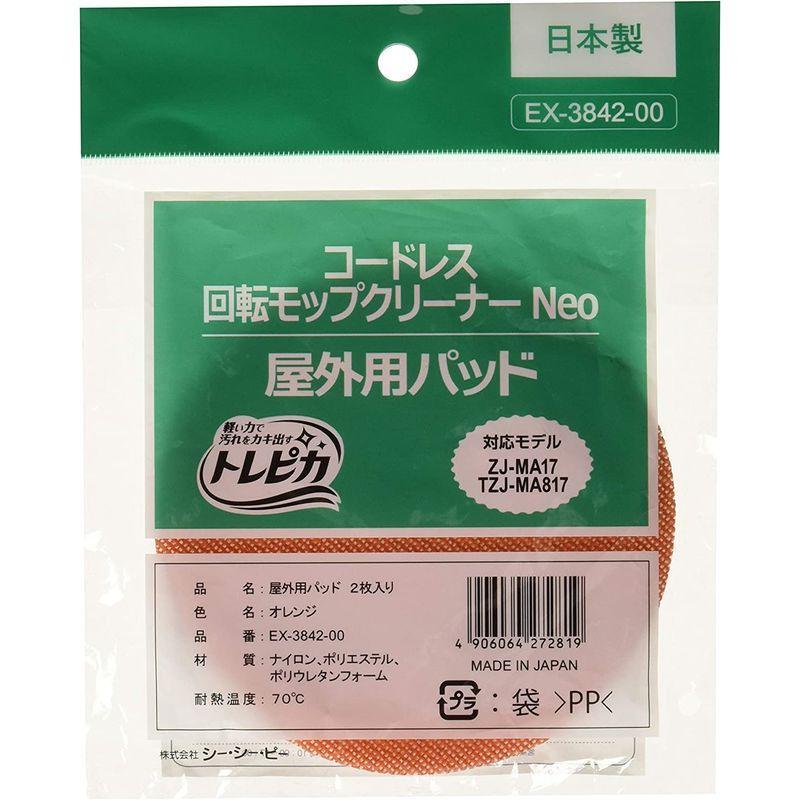 日本製
EX-3842-00
コードレス
回転モップクリーナー Neo
屋外用パッド
軽い力で
汚れをカキ出す
トレピカ
対応モデル
ZJ-MA17
TZJ-MA817
品 名：屋外用パッド 2枚入り
色 名：オレンジ
品 番：EX-3842-00
材 質：ナイロン、ポリエステル、
ポリウレタンフォーム
耐熱温度：70℃
4 906064 272819
MADE IN JAPAN
プラ：袋 >PP<
株式会社 シー・シー・ピー